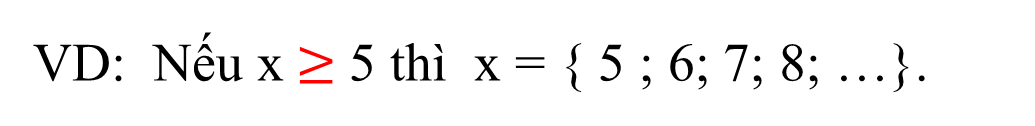 VD: Nếu x ≥ 5 thì x = { 5 ; 6; 7; 8; …}.